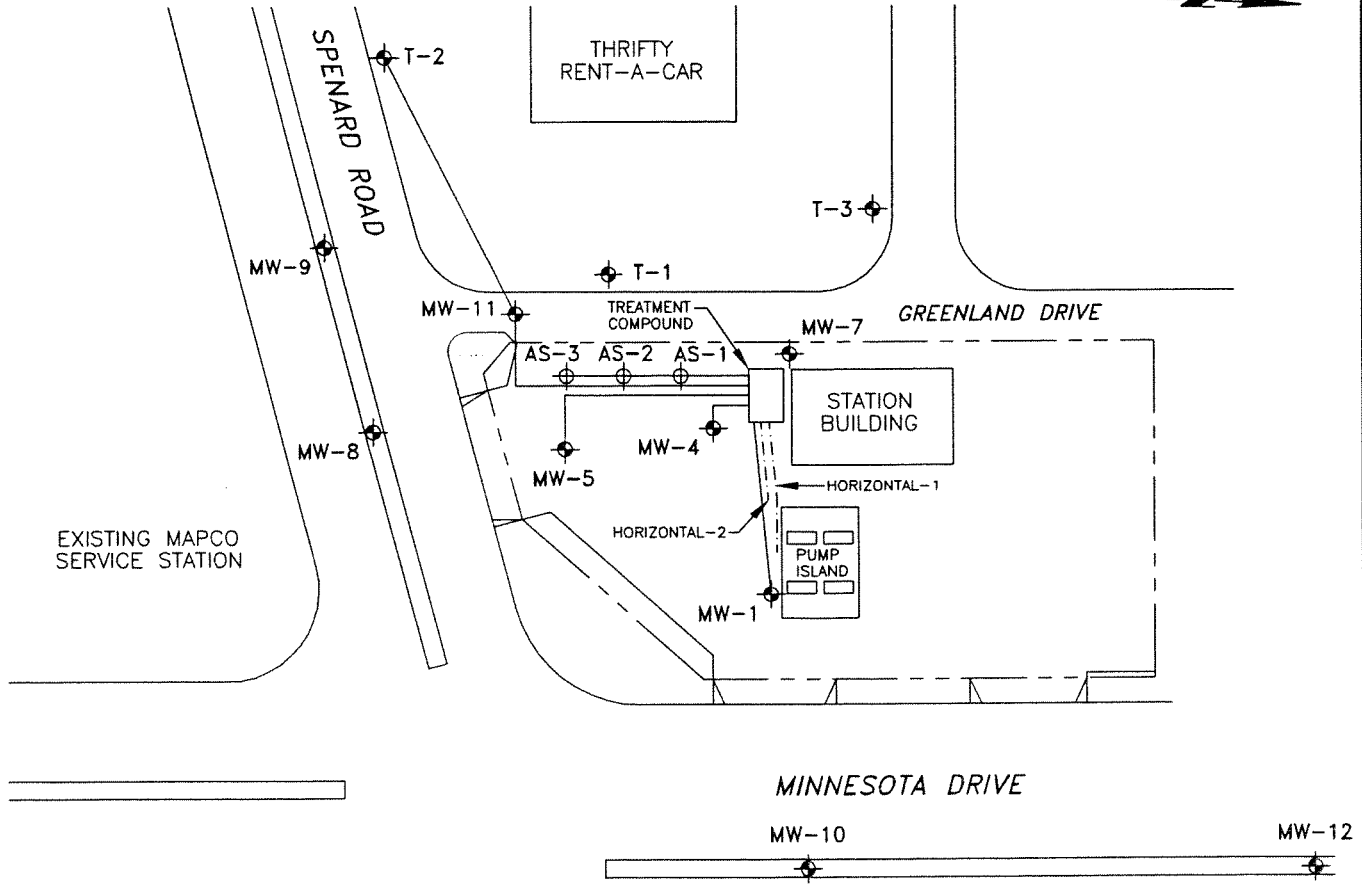 THRIFTY
RENT-A-CAR
SPENARD ROAD
T-2
T-3
MW-9
T-1
MW-11
TREATMENT
COMPOUND
GREENLAND DRIVE
MW-7
AS-3
AS-2
AS-1
STATION
BUILDING
MW-8
MW-4
MW-5
HORIZONTAL-1
HORIZONTAL-2
EXISTING MAPCO
SERVICE STATION
PUMP
ISLAND
MW-1
MINNESOTA DRIVE
MW-10
MW-12